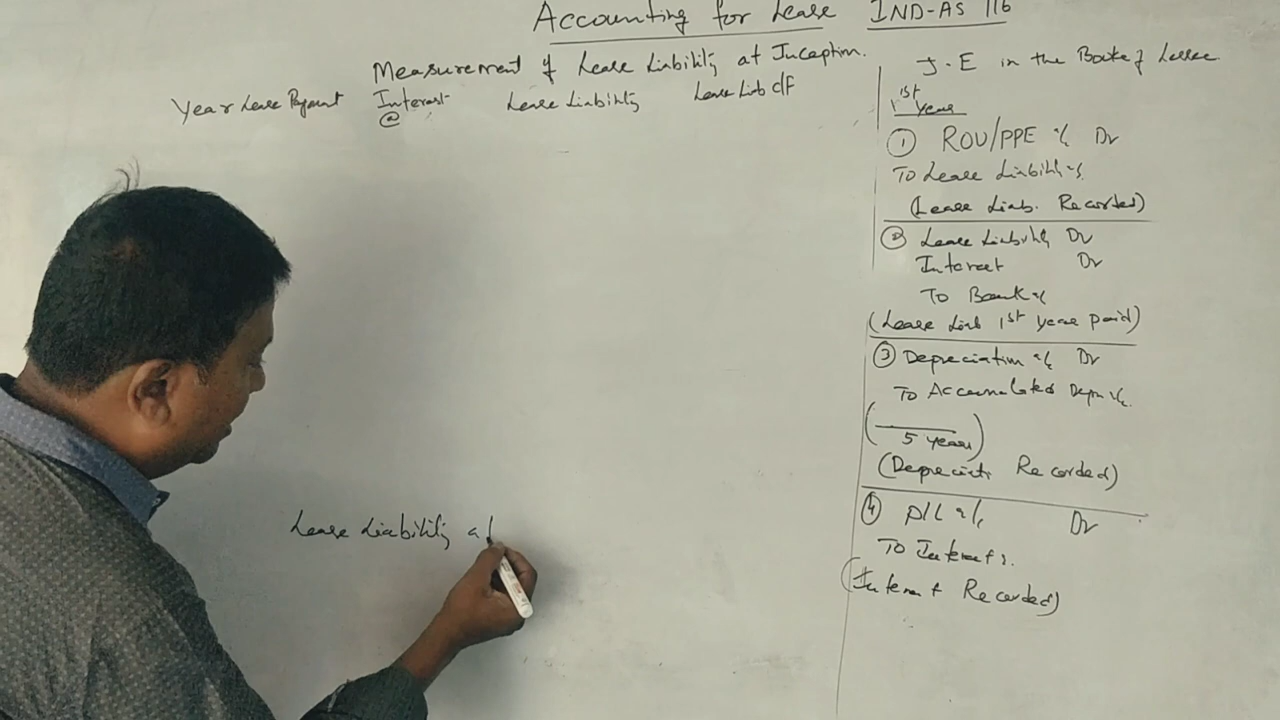 Accounting for Lease IND-AS 116
Measurement of Lease Liability at Inception.
Year Lease Payment Interest Lease Liability Lease Liab c/f
@
Lease Liability a/
J.E in the Books of Lessee
1st year
① ROU/PPE a/c Dr
To Lease Liability
(Lease Liab. Recorded)
② Lease Liability Dr
Interest Dr
To Bank a/c
(Lease Liab 1st year paid)
③ Depreciation a/c Dr
To Accumulated Depn a/c.
5 years
(Depreciati Recorded)
④ P/L a/c Dr
To Interest
(Interest Recorded)